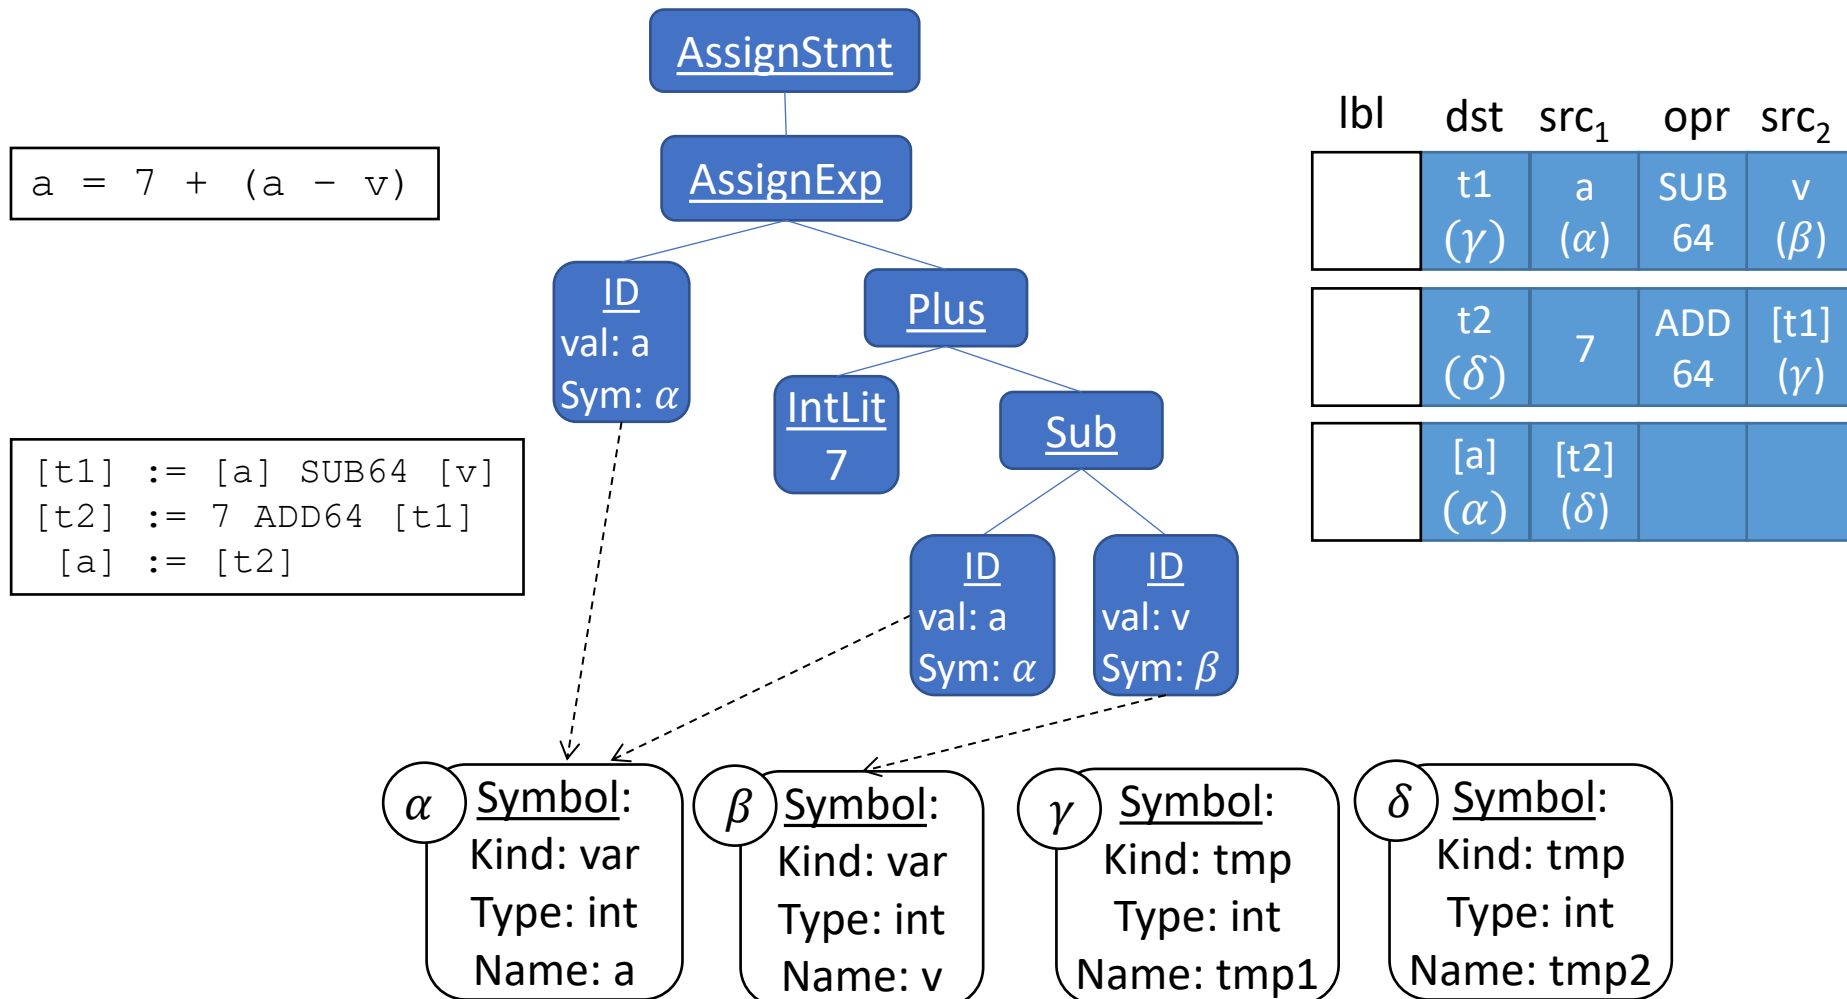 AssignStmt
AssignExp
a = 7 + (a - v)
ID
val: a
Sym: α
Plus
IntLit
7
Sub
ID
val: a
Sym: α
ID
val: v
Sym: β
[t1] := [a] SUB64 [v]
[t2] := 7 ADD64 [t1]
[a] := [t2]
lbl dst src₁ opr src₂
t1 a SUB v
(γ) (α) 64 (β)
t2 7 ADD [t1]
(δ) 64 (γ)
[a] [t2]
(α) (δ)
α Symbol:
Kind: var
Type: int
Name: a
β Symbol:
Kind: var
Type: int
Name: v
γ Symbol:
Kind: tmp
Type: int
Name: tmp1
δ Symbol:
Kind: tmp
Type: int
Name: tmp2